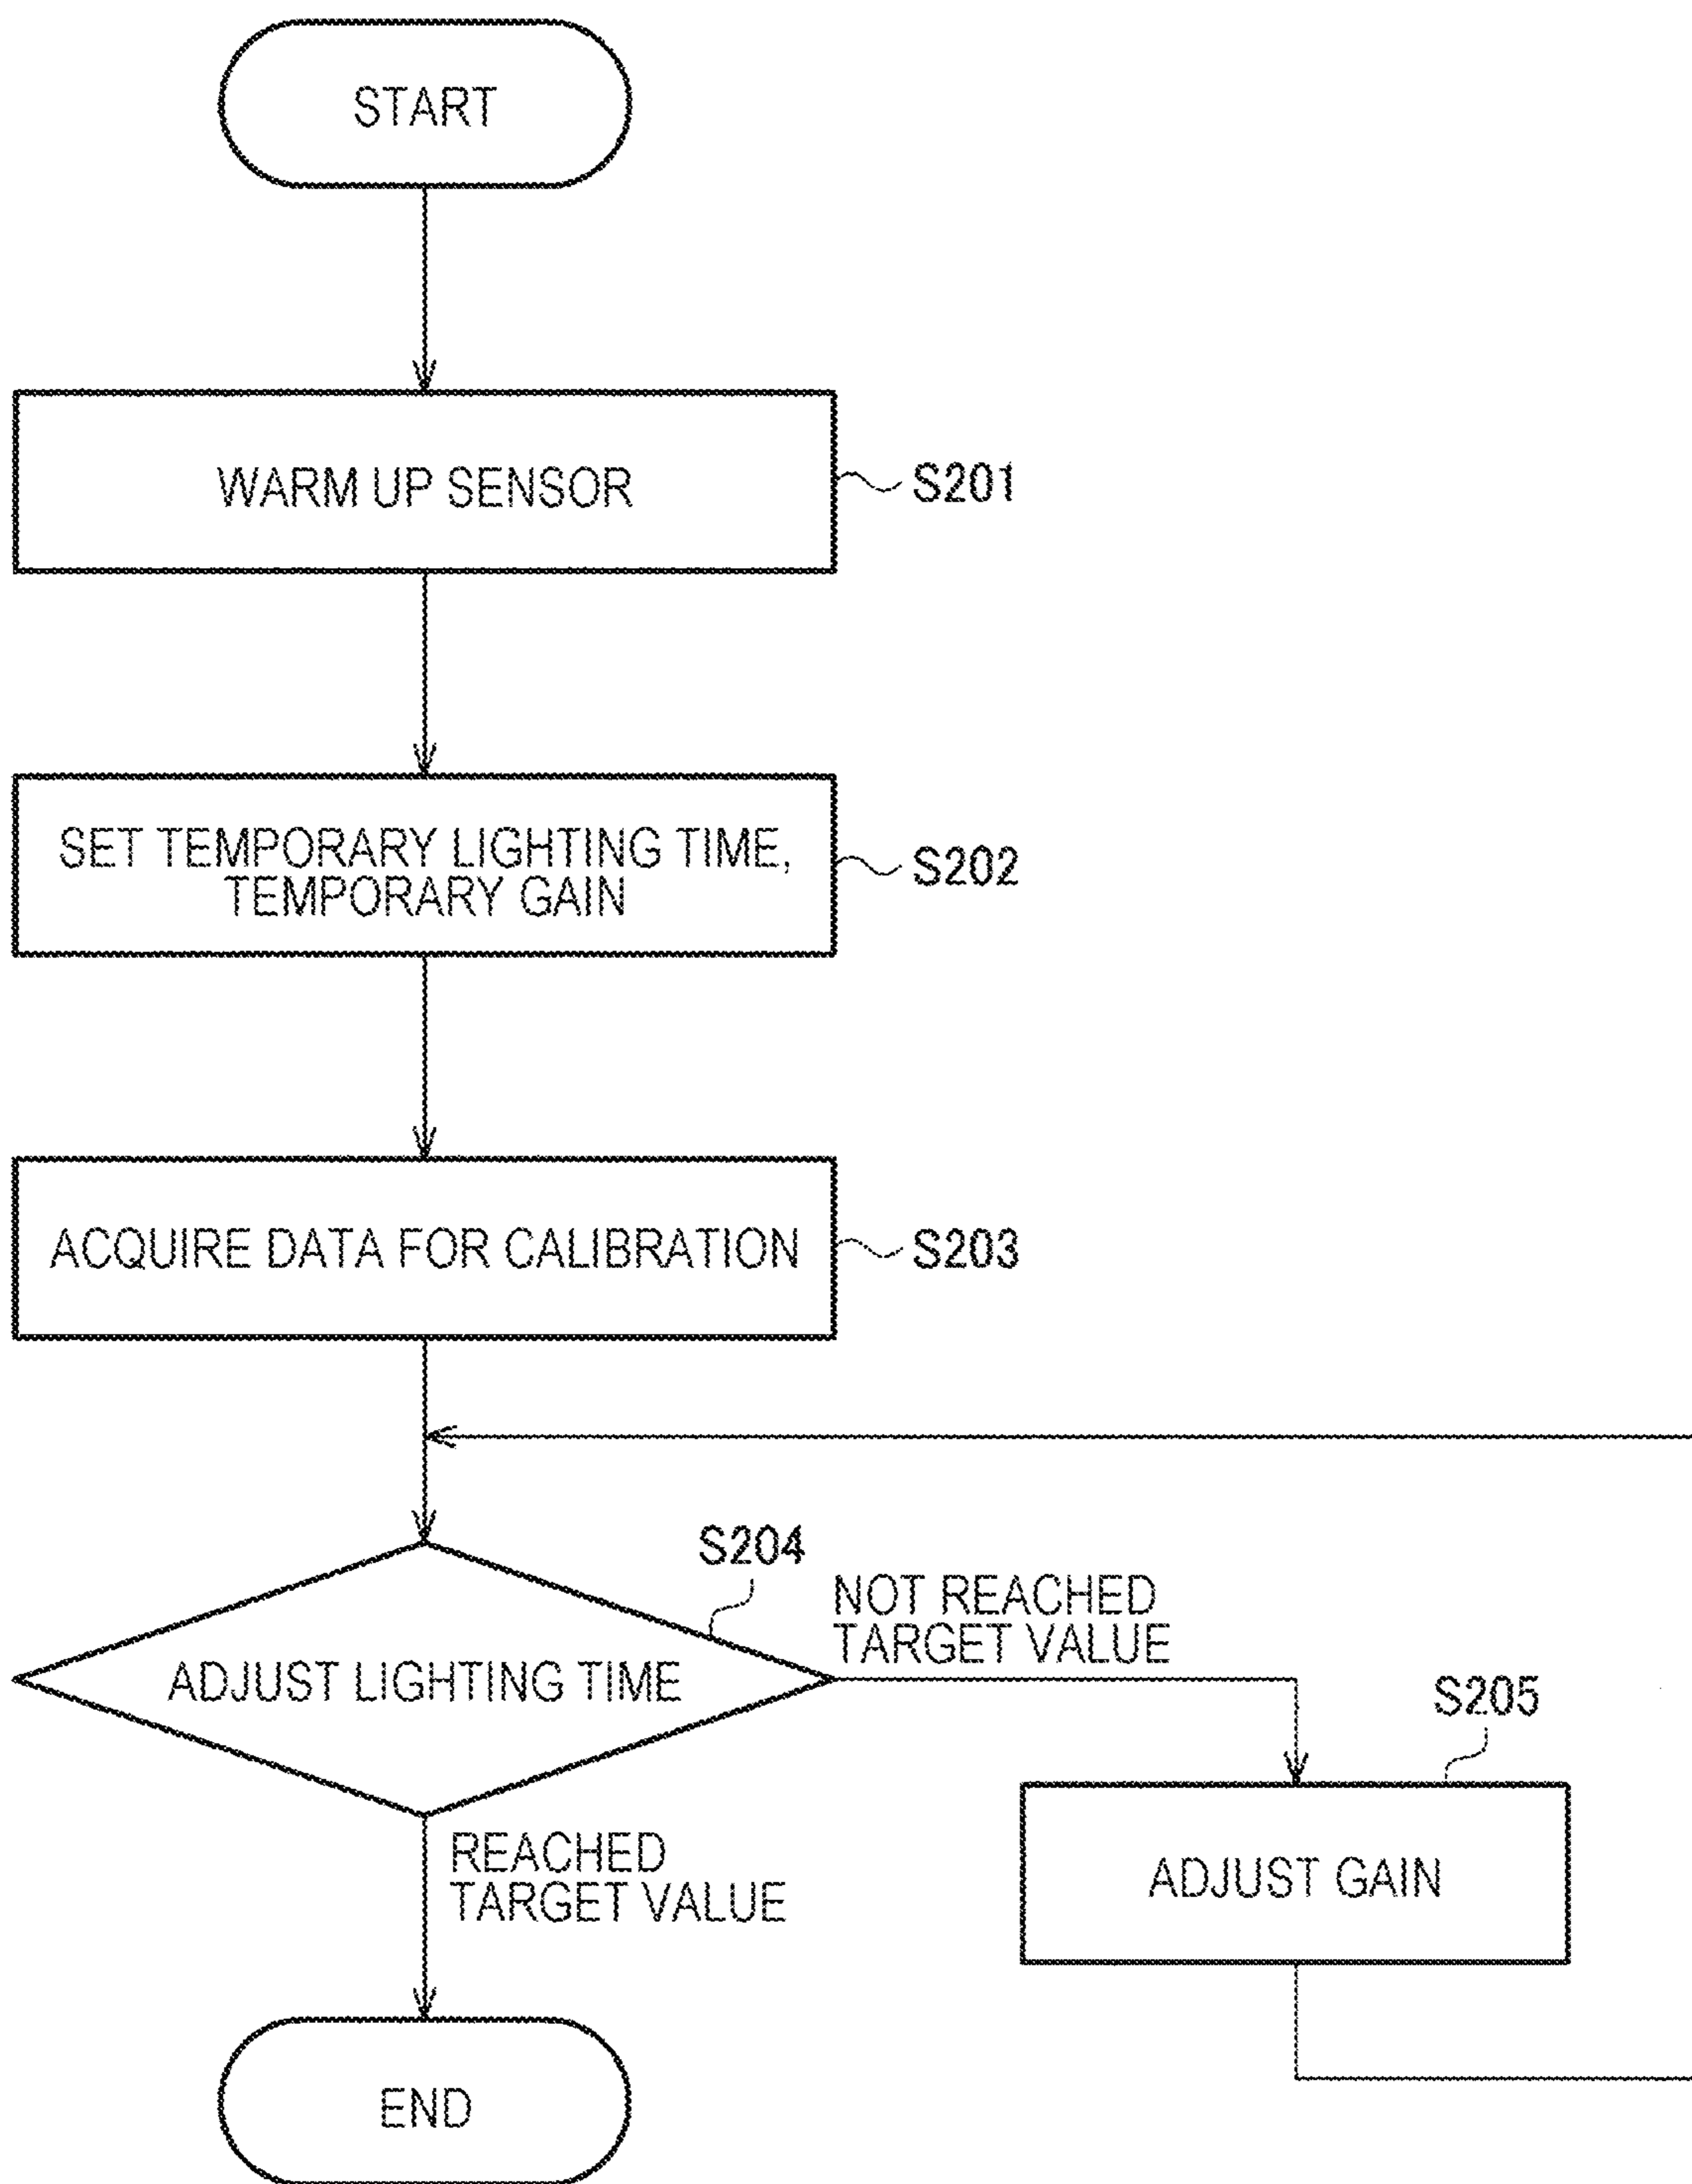 START
WARM UP SENSOR
S201
SET TEMPORARY LIGHTING TIME,
TEMPORARY GAIN
S202
ACQUIRE DATA FOR CALIBRATION
S203
S204
NOT REACHED
TARGET VALUE
ADJUST LIGHTING TIME
S205
ADJUST GAIN
REACHED
TARGET VALUE
END